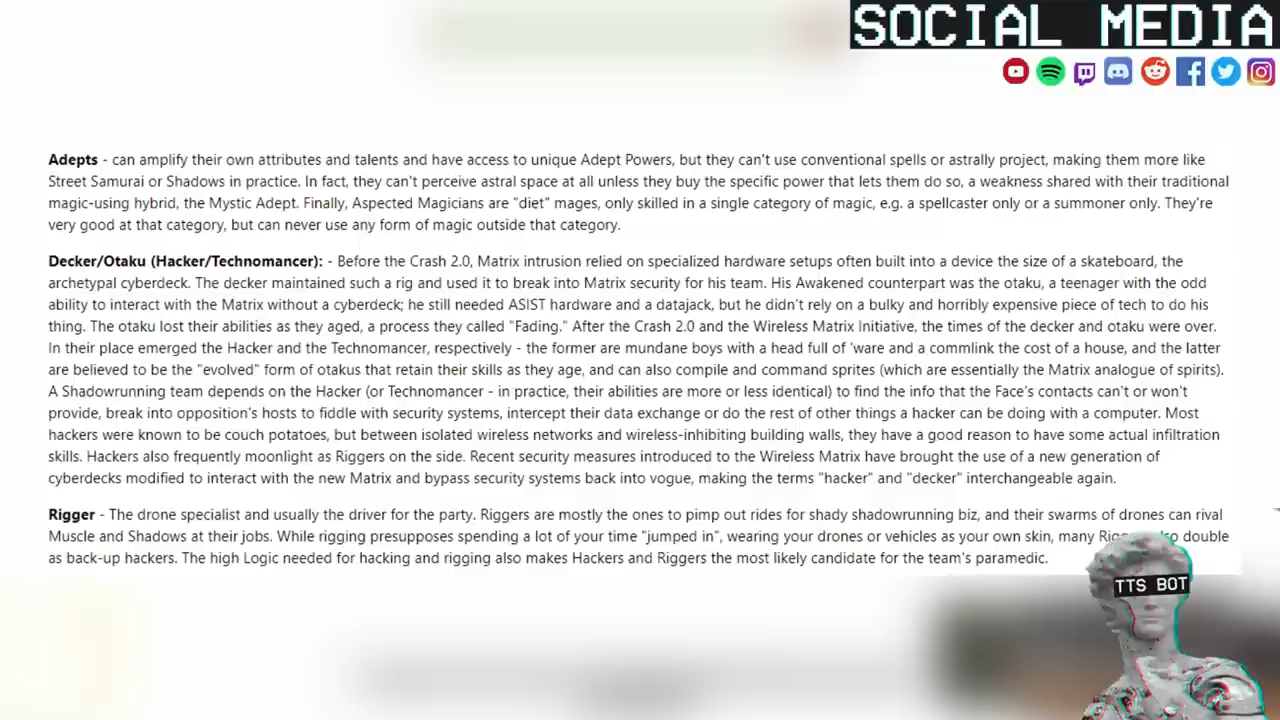 SOCIAL MEDIA
Adepts - can amplify their own attributes and talents and have access to unique Adept Powers, but they can't use conventional spells or astrally project, making them more like
Street Samurai or Shadows in practice. In fact, they can't perceive astral space at all unless they buy the specific power that lets them do so, a weakness shared with their traditional
magic-using hybrid, the Mystic Adept. Finally, Aspected Magicians are "diet" mages, only skilled in a single category of magic, e.g. a spellcaster only or a summoner only. They're
very good at that category, but can never use any form of magic outside that category.
Decker/Otaku (Hacker/Technomancer): - Before the Crash 2.0, Matrix intrusion relied on specialized hardware setups often built into a device the size of a skateboard, the
archetypal cyberdeck. The decker maintained such a rig and used it to break into Matrix security for his team. His Awakened counterpart was the otaku, a teenager with the odd
ability to interact with the Matrix without a cyberdeck; he still needed ASIST hardware and a datajack, but he didn't rely on a bulky and horribly expensive piece of tech to do his
thing. The otaku lost their abilities as they aged, a process they called "Fading." After the Crash 2.0 and the Wireless Matrix Initiative, the times of the decker and otaku were over.
In their place emerged the Hacker and the Technomancer, respectively - the former are mundane boys with a head full of 'ware and a commlink the cost of a house, and the latter
are believed to be the "evolved" form of otakus that retain their skills as they age, and can also compile and command sprites (which are essentially the Matrix analogue of spirits).
A Shadowrunning team depends on the Hacker (or Technomancer - in practice, their abilities are more or less identical) to find the info that the Face's contacts can't or won't
provide, break into opposition's hosts to fiddle with security systems, intercept their data exchange or do the rest of other things a hacker can be doing with a computer. Most
hackers were known to be couch potatoes, but between isolated wireless networks and wireless-inhibiting building walls, they have a good reason to have some actual infiltration
skills. Hackers also frequently moonlight as Riggers on the side. Recent security measures introduced to the Wireless Matrix have brought the use of a new generation of
cyberdecks modified to interact with the new Matrix and bypass security systems back into vogue, making the terms "hacker" and "decker" interchangeable again.
Rigger - The drone specialist and usually the driver for the party. Riggers are mostly the ones to pimp out rides for shady shadowrunning biz, and their swarms of drones can rival
Muscle and Shadows at their jobs. While rigging presupposes spending a lot of your time "jumped in", wearing your drones or vehicles as your own skin, many double
as back-up hackers. The high Logic needed for hacking and rigging also makes Hackers and Riggers the most likely candidate for the team's paramedic.
TTS BOT